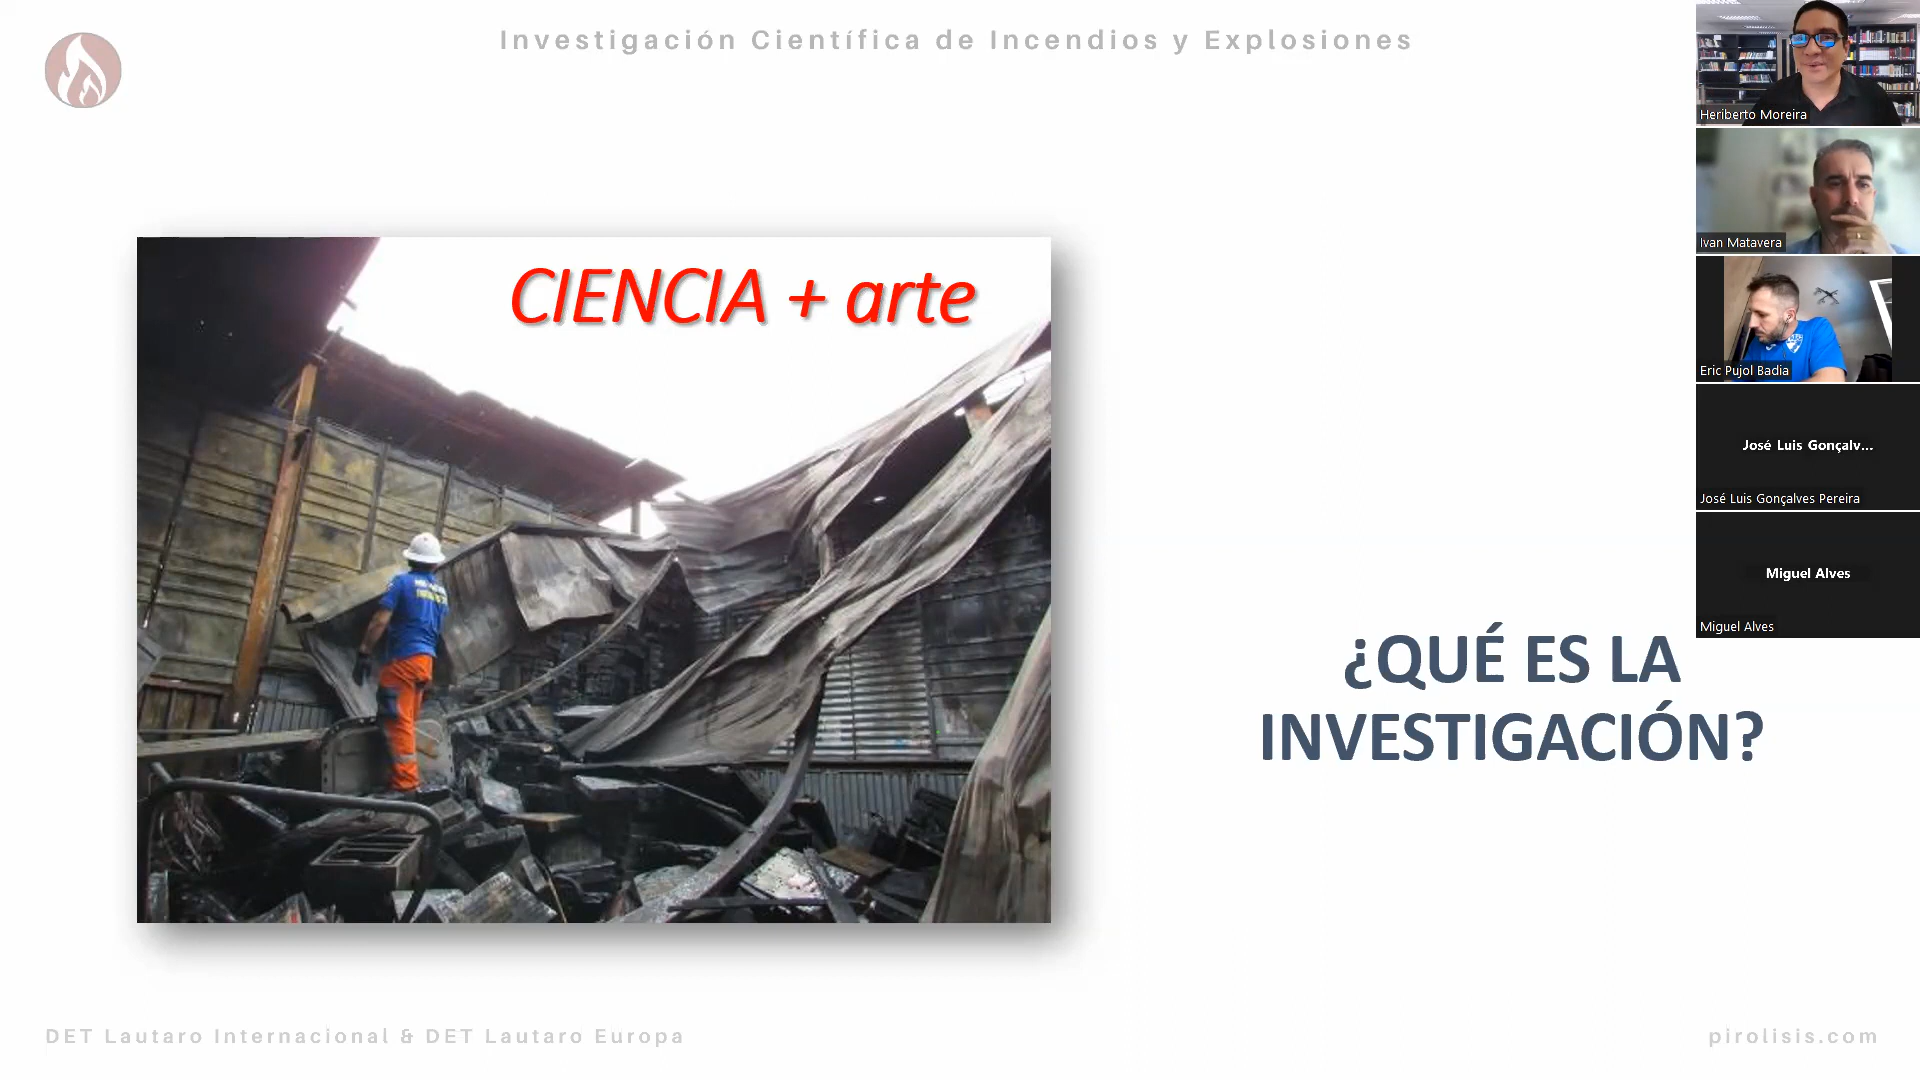 Investigación Científica de Incendios y Explosiones
CIENCIA + arte
¿QUÉ ES LA
INVESTIGACIÓN?
Heriberto Moreira
Ivan Matavera
Eric Pujol Badia
José Luis Gonçalv...
José Luis Gonçalves Pereira
Miguel Alves
Miguel Alves
DET Lautaro Internacional & DET Lautaro Europa
pirolisis.com